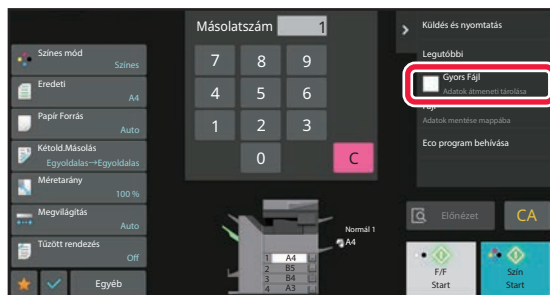 Másolatszám 1
7 8 9
4 5 6
1 2 3
0 C
Színes mód
Színes
Eredeti
A4
Papír Forrás
Auto
Kétold.Másolás
Egyoldalas→Egyoldalas
Méretarány
100 %
Megvilágítás
Auto
Tűzött rendezés
Off
Egyéb
Normál 1
A4
1 A4
2 B5
3 B4
4 A3
Küldés és nyomtatás
Legutóbbi
Gyors Fájl
Adatok átmeneti tárolása
Fájl
Adatok mentése mappába
Eco program behívása
Előnézet
CA
F/F
Start
Szín
Start